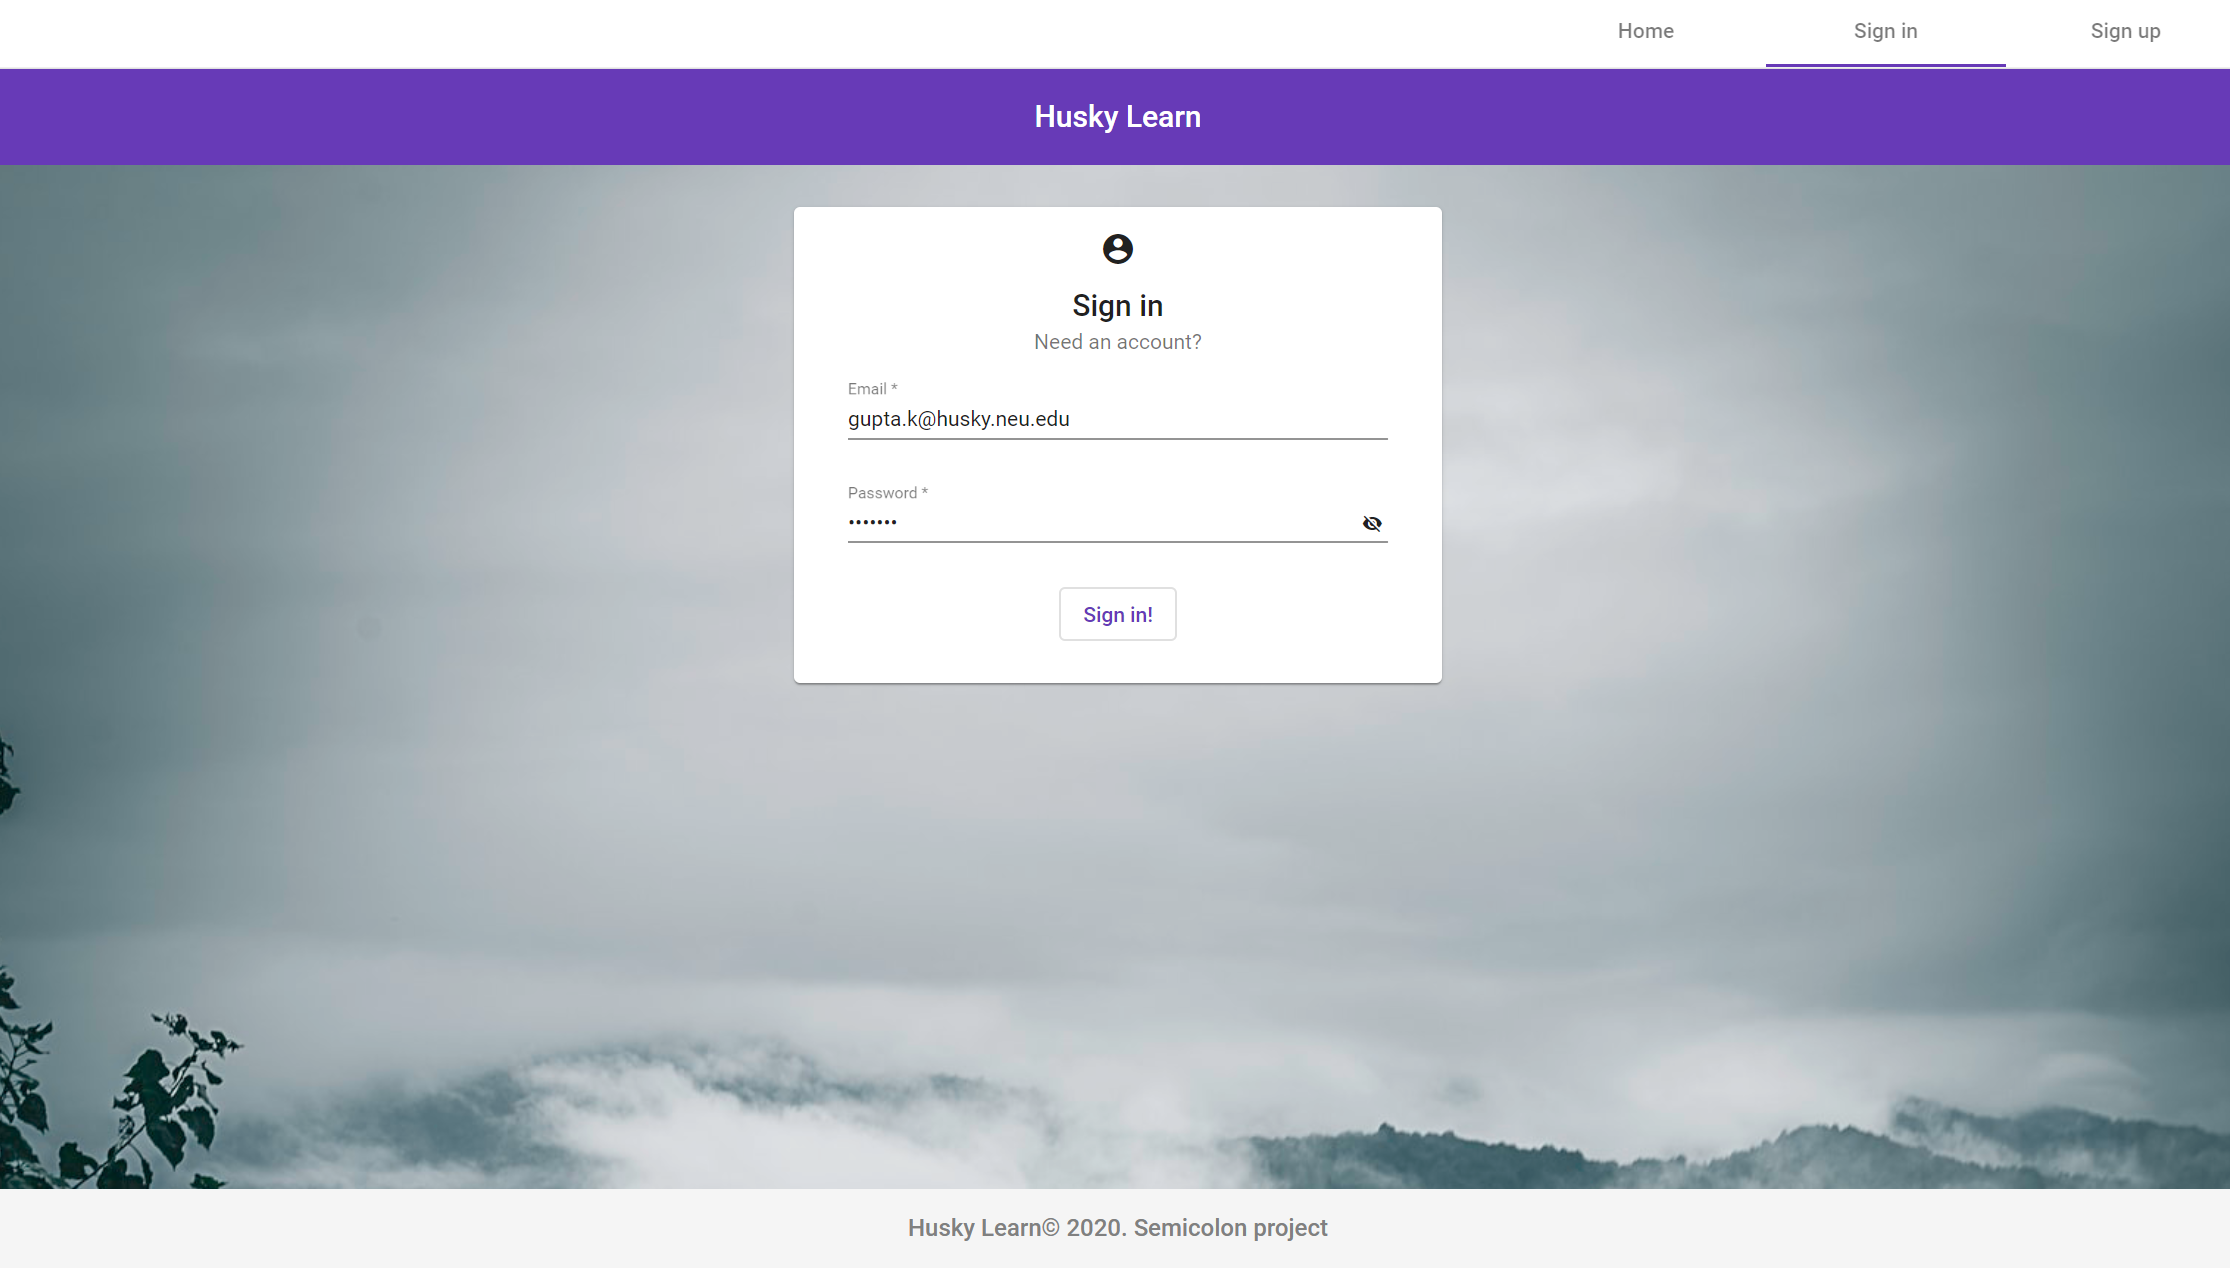 Home Sign in Sign up
Husky Learn
Sign in
Need an account?
Email *
gupta.k@husky.neu.edu
Password *
•••••••
Sign in!
Husky Learn© 2020. Semicolon project